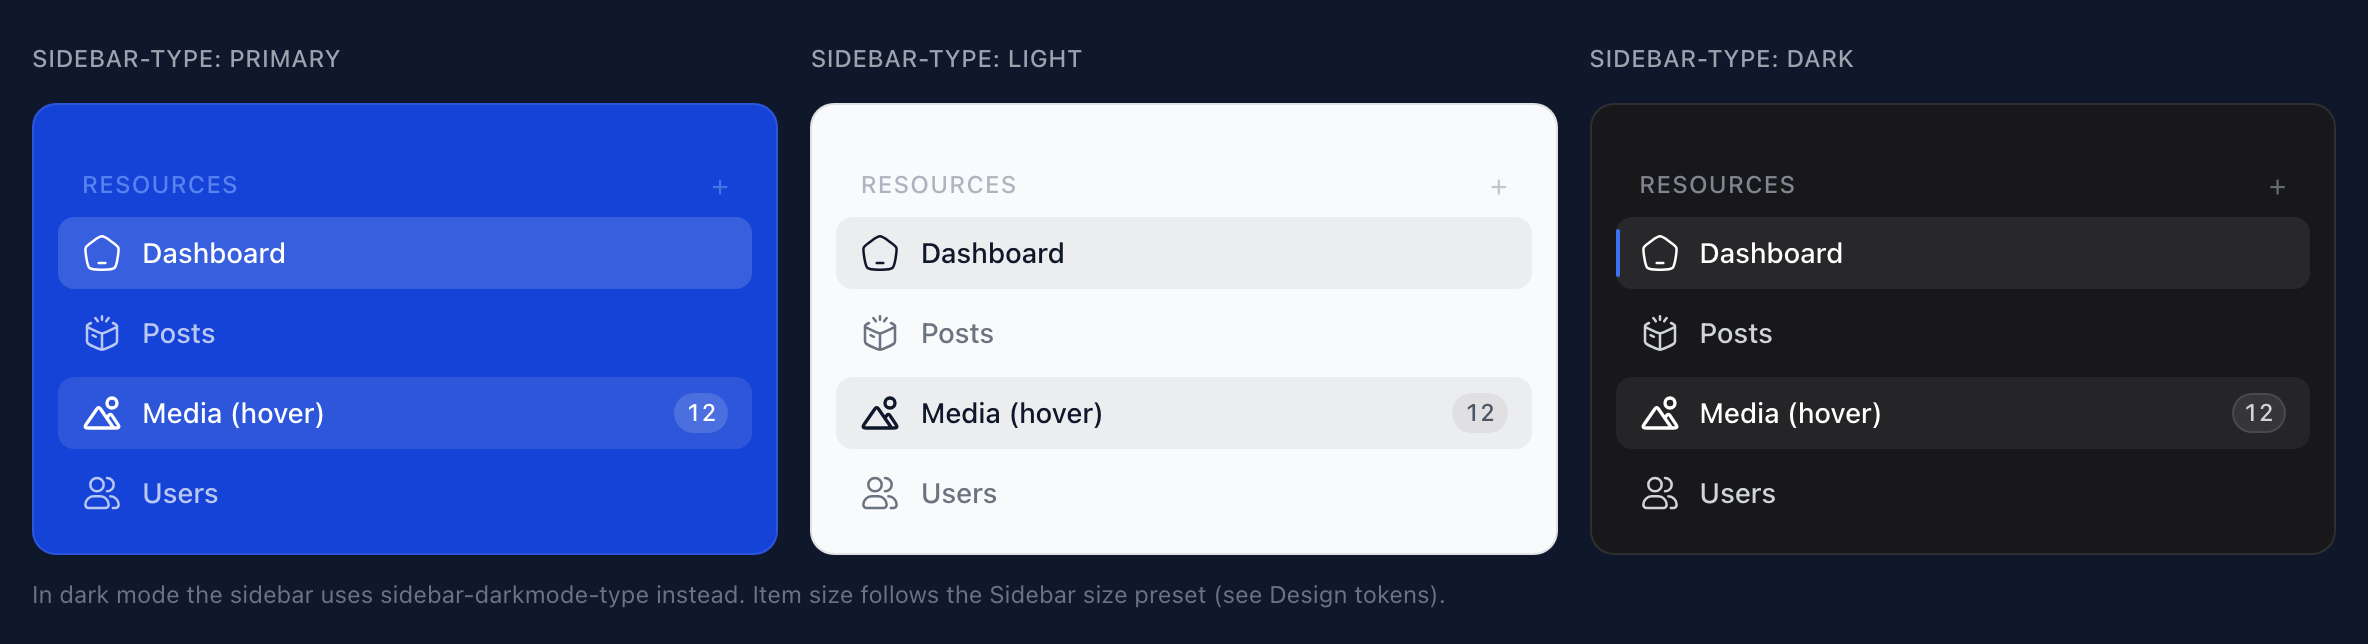 SIDEBAR-TYPE: PRIMARY
RESOURCES +
Dashboard
Posts
Media (hover) 12
Users
SIDEBAR-TYPE: LIGHT
RESOURCES +
Dashboard
Posts
Media (hover) 12
Users
SIDEBAR-TYPE: DARK
RESOURCES +
Dashboard
Posts
Media (hover) 12
Users
In dark mode the sidebar uses sidebar-darkmode-type instead. Item size follows the Sidebar size preset (see Design tokens).